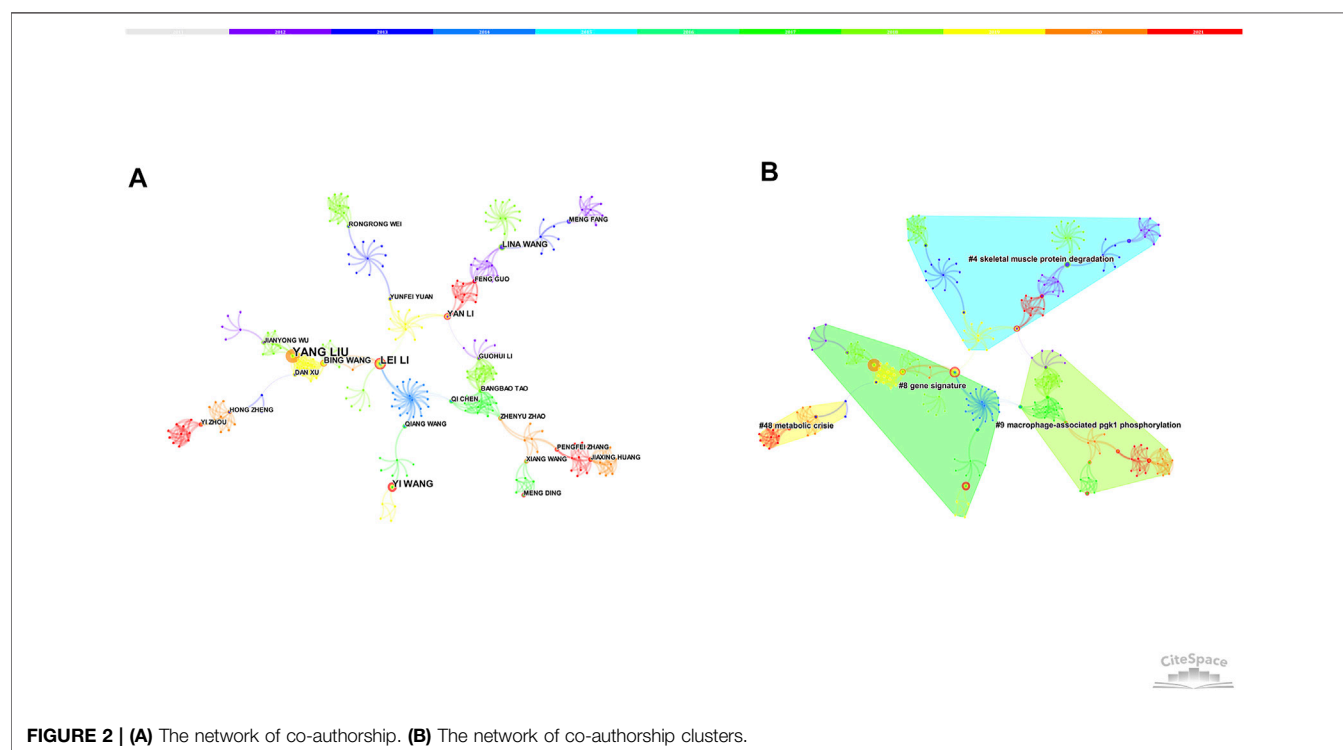 2012 2013 2014 2015 2016 2017 2018 2020 2021
A
RONGRONG WEI
MENG FANG
LINA WANG
FENG GUO
YUNFEI YUAN
YAN LI
JIANYONG WU
YANG LIU
BING WANG
LEI LI
GUOHUI LI
DAN XU
BANGBAO TAO
QI CHEN
HONG ZHENG
ZHENYU ZHAO
YI ZHOU
QIANG WANG
PENGFEI ZHANG
XIANG WANG
JIAXING HUANG
YI WANG
MENG DING
B
#4 skeletal muscle protein degradation
#8 gene signature
#48 metabolic crisie
#9 macrophage-associated pgk1 phosphorylation
CiteSpace
FIGURE 2 | (A) The network of co-authorship. (B) The network of co-authorship clusters.